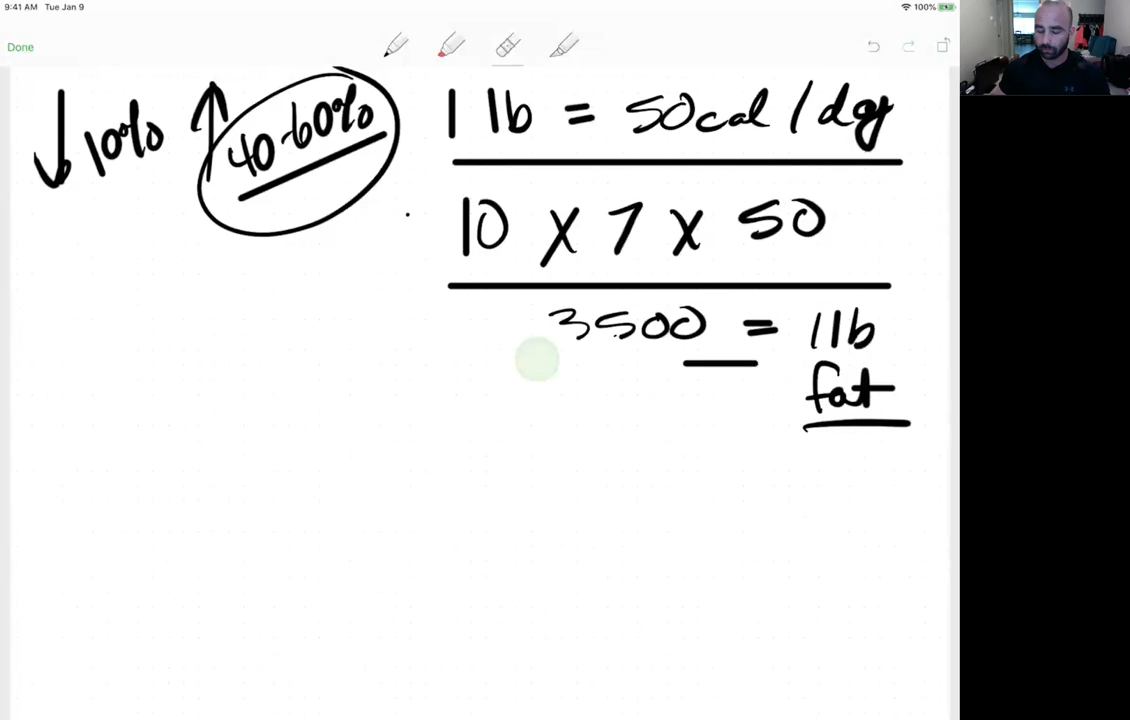 9:41 AM Tue Jan 9
100%
Done
↓ 10% ↑ 40-60%
1 lb = 50cal / day
10 x 7 x 50
3500 = 1lb
fat